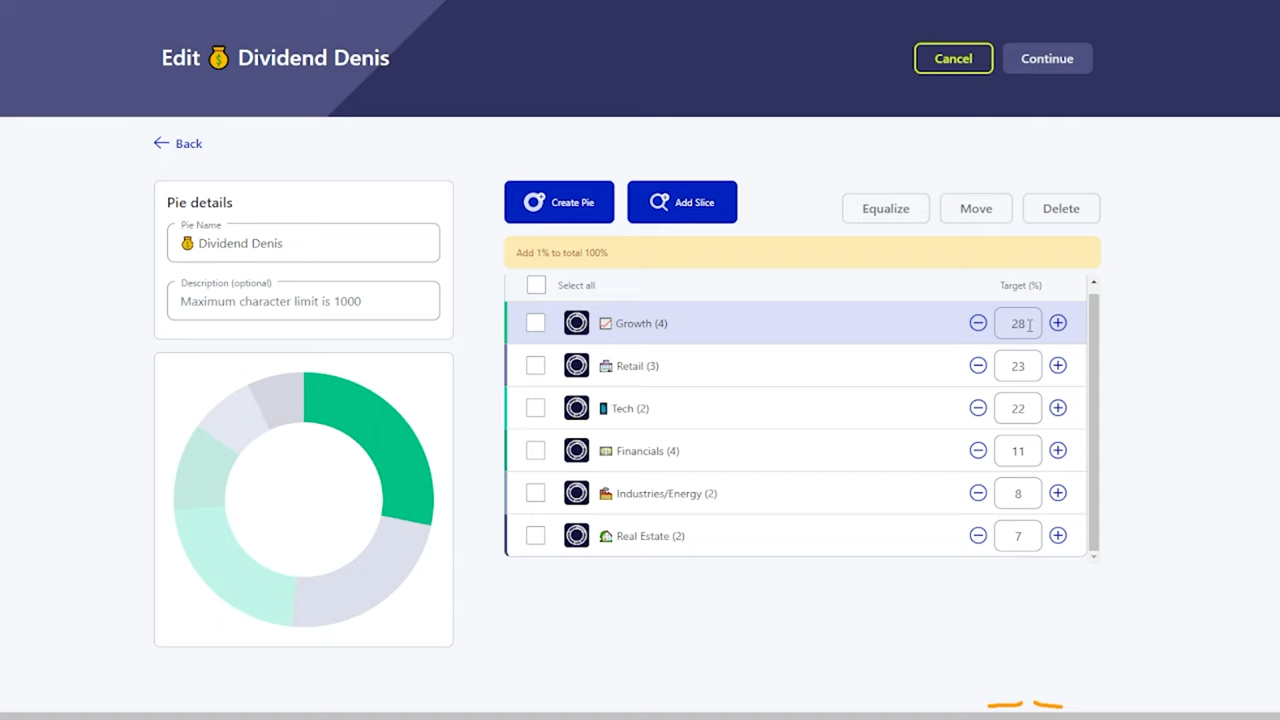 Edit 💰 Dividend Denis
Cancel
Continue
Back
Pie details
Pie Name
💰 Dividend Denis
Description (optional)
Maximum character limit is 1000
Create Pie
Add Slice
Equalize
Move
Delete
Add 1% to total 100%
Select all
Target (%)
Growth (4)
28
Retail (3)
23
Tech (2)
22
Financials (4)
11
Industries/Energy (2)
8
Real Estate (2)
7